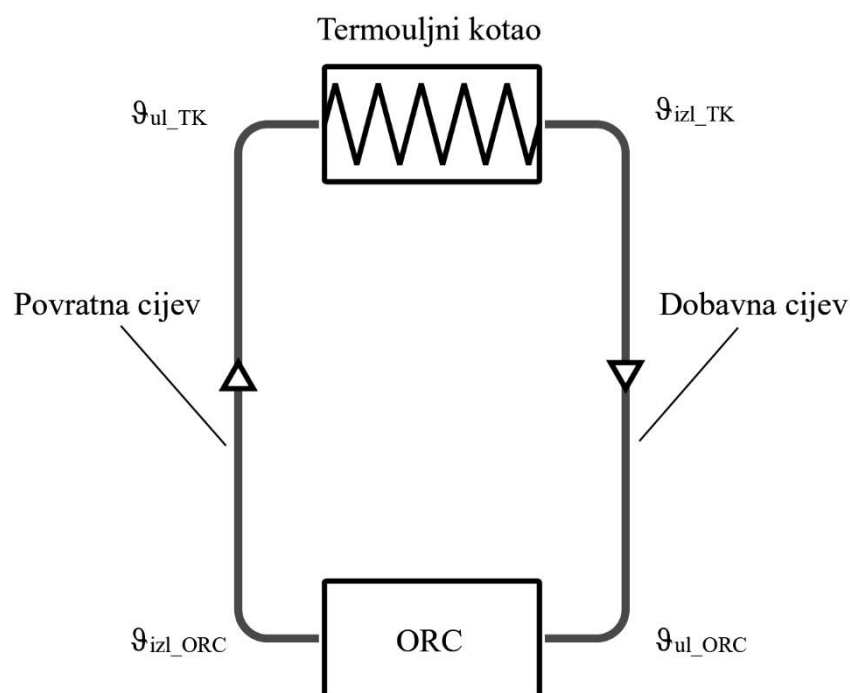 Termouljni kotao
ϑul_TK
ϑizl_TK
Povratna cijev
Dobavna cijev
ϑizl_ORC
ORC
ϑul_ORC